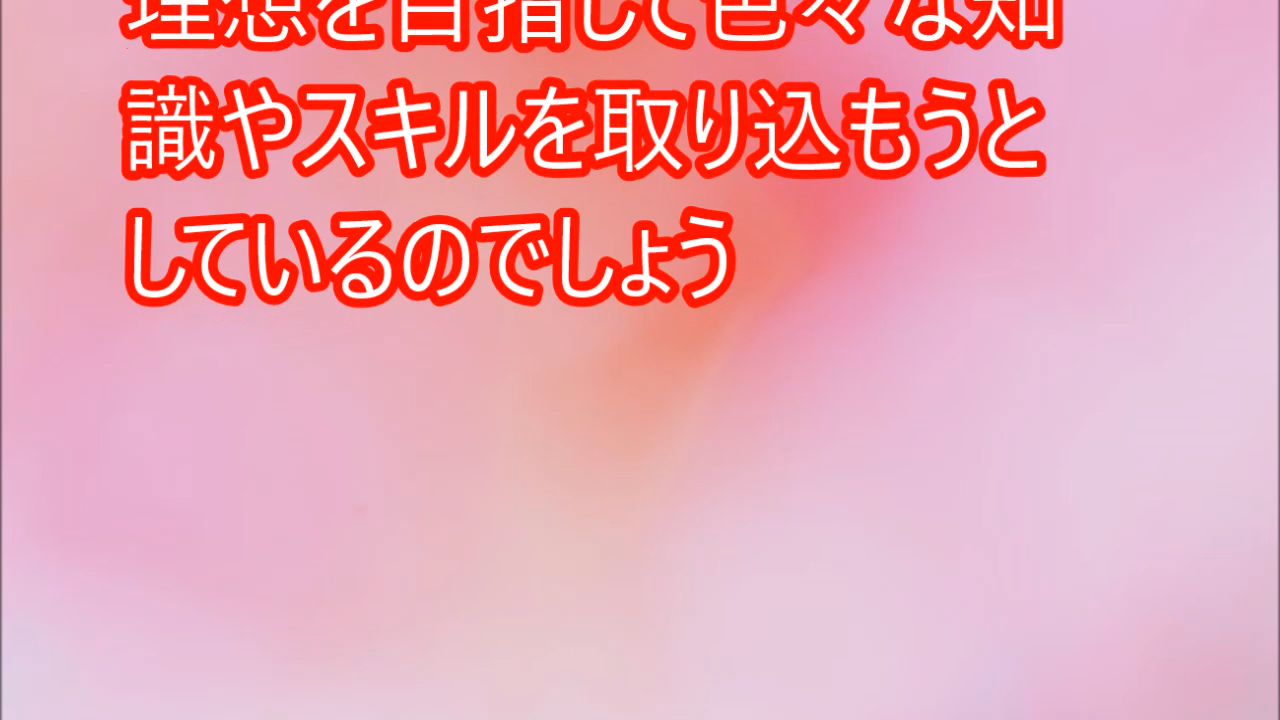 理想を目指して色々な知
識やスキルを取り込もうと
しているのでしょう